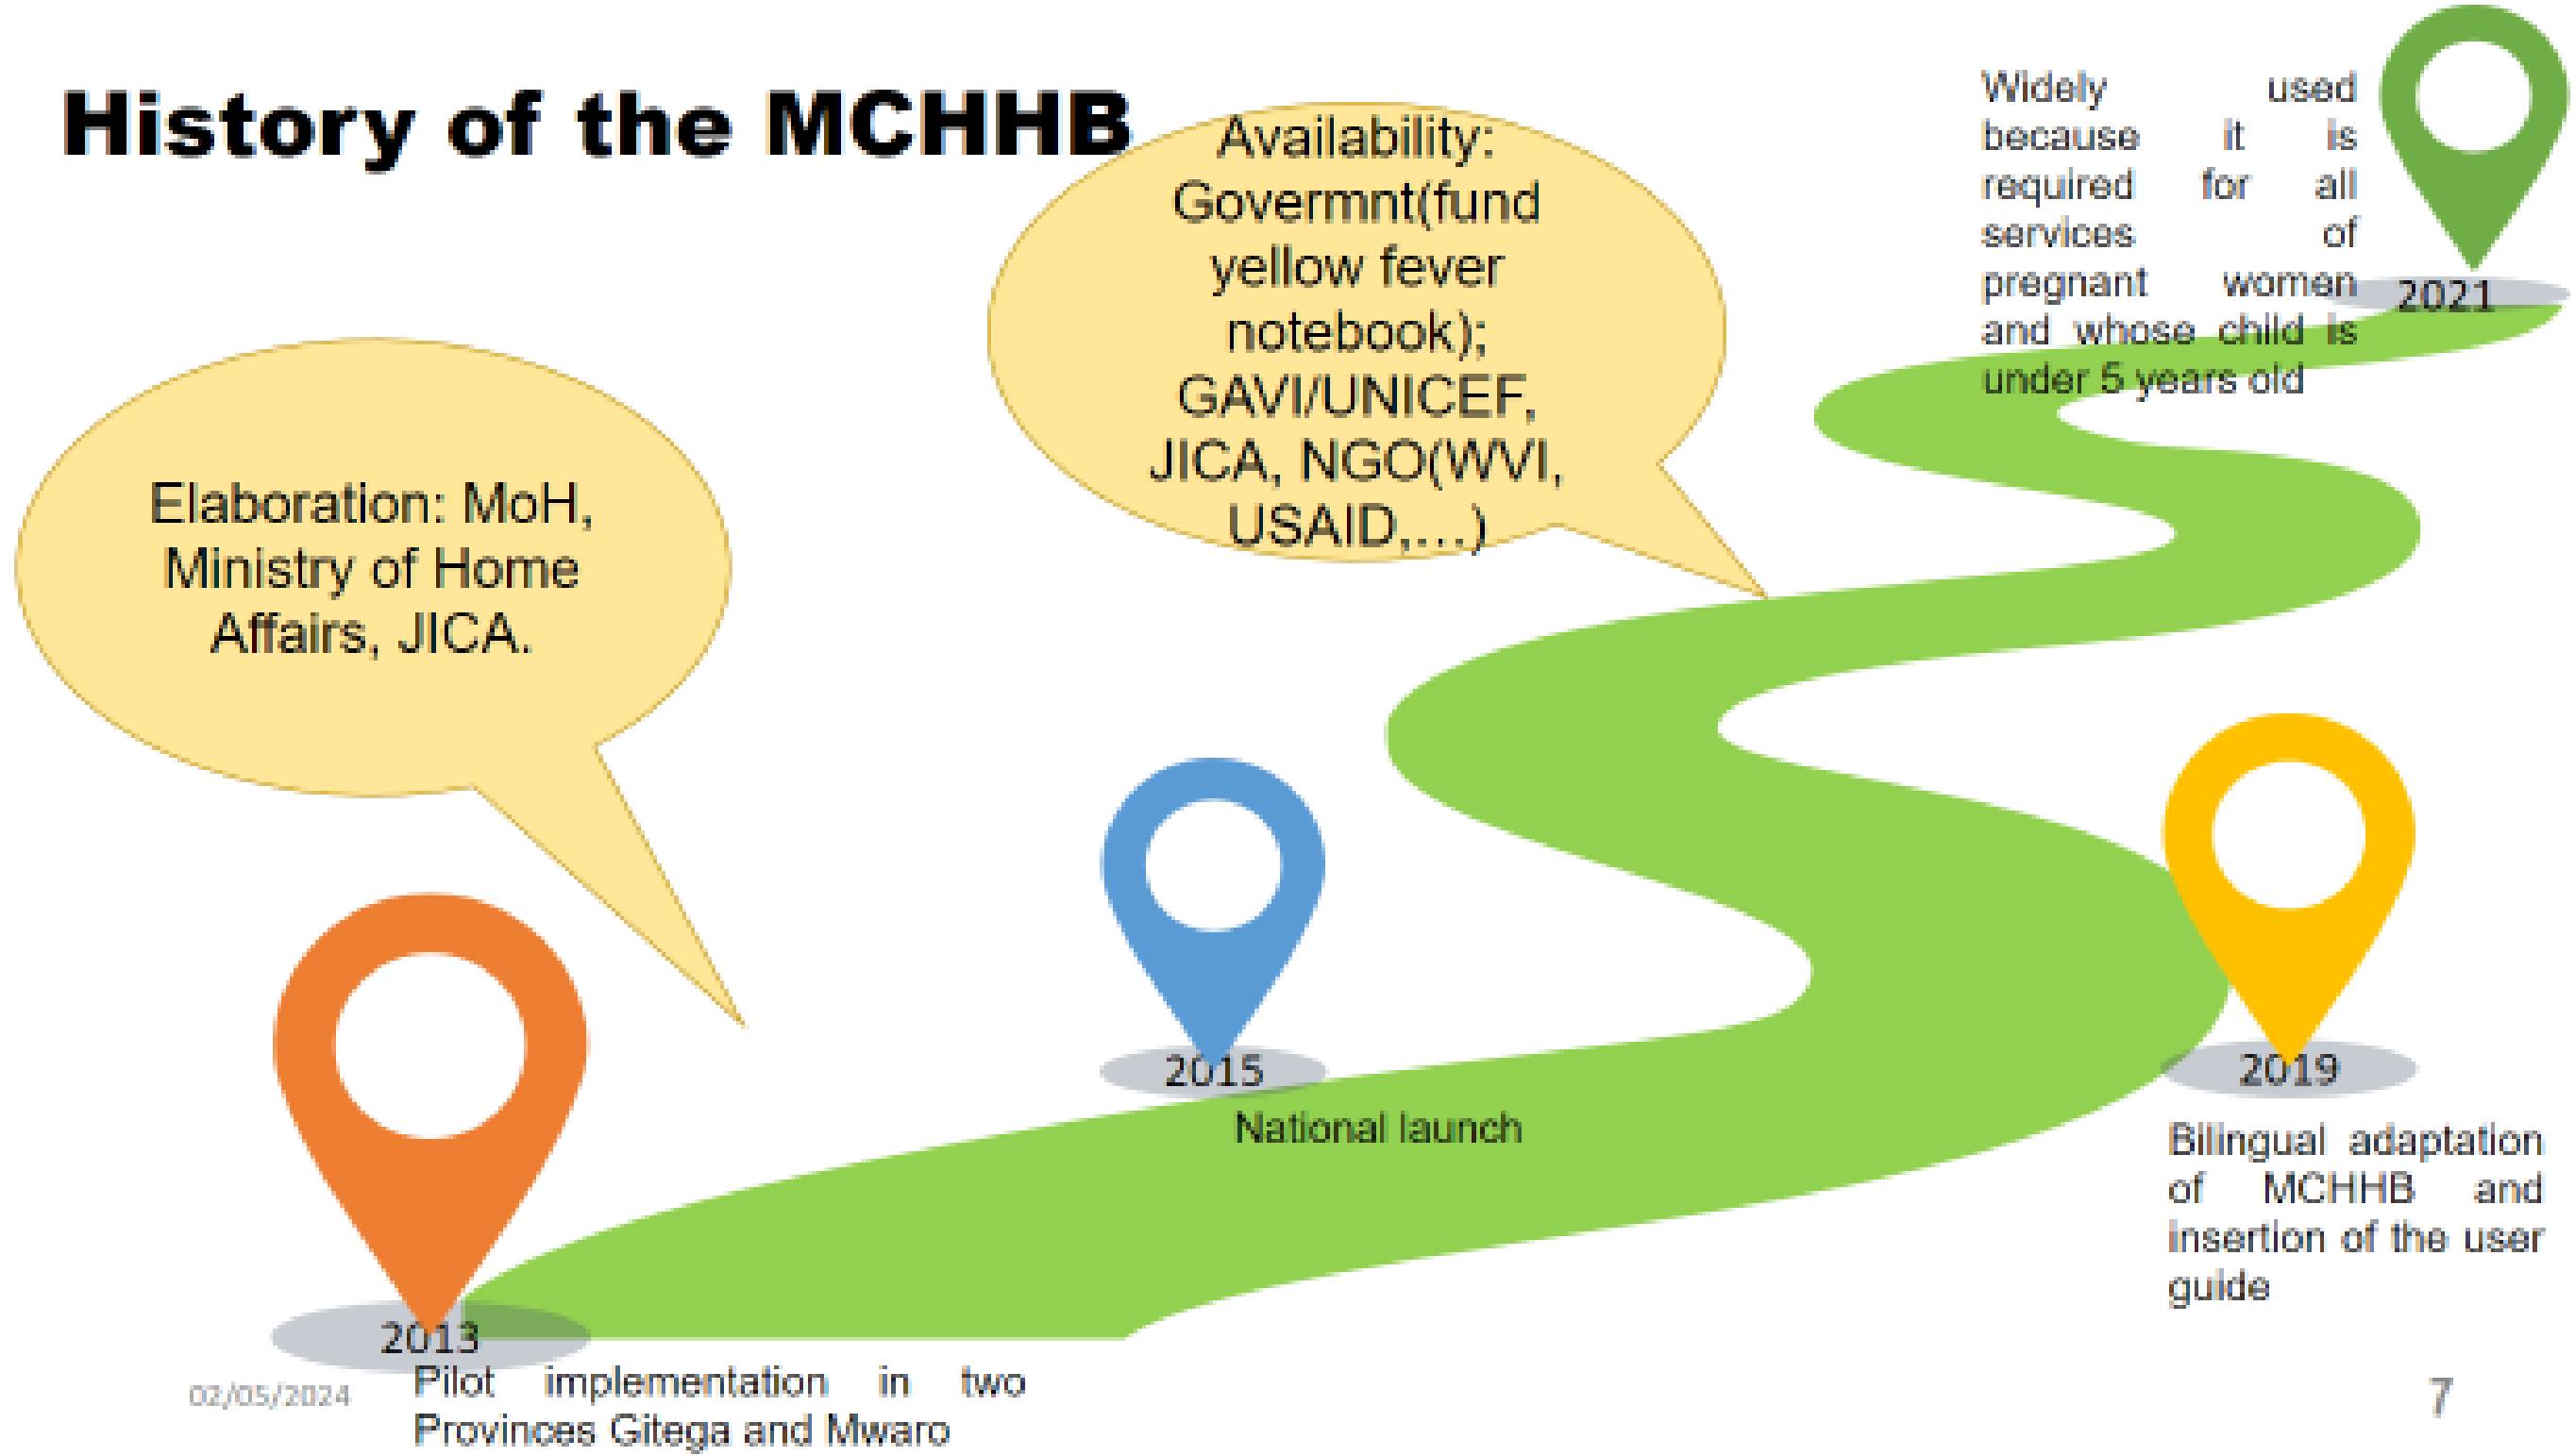 History of the MCHHB
Availability:
Govermnt(fund
yellow fever
notebook);
GAVI/UNICEF,
JICA, NGO(WVI,
USAID,...)
Widely used
because it is
required for all
services of
pregnant women
and whose child is
under 5 years old
2021
Elaboration: MoH,
Ministry of Home
Affairs, JICA.
2015
National launch
2019
Bilingual adaptation
of MCHHB and
insertion of the user
guide
2013
Pilot implementation in two
Provinces Gitega and Mwaro
02/05/2024
7